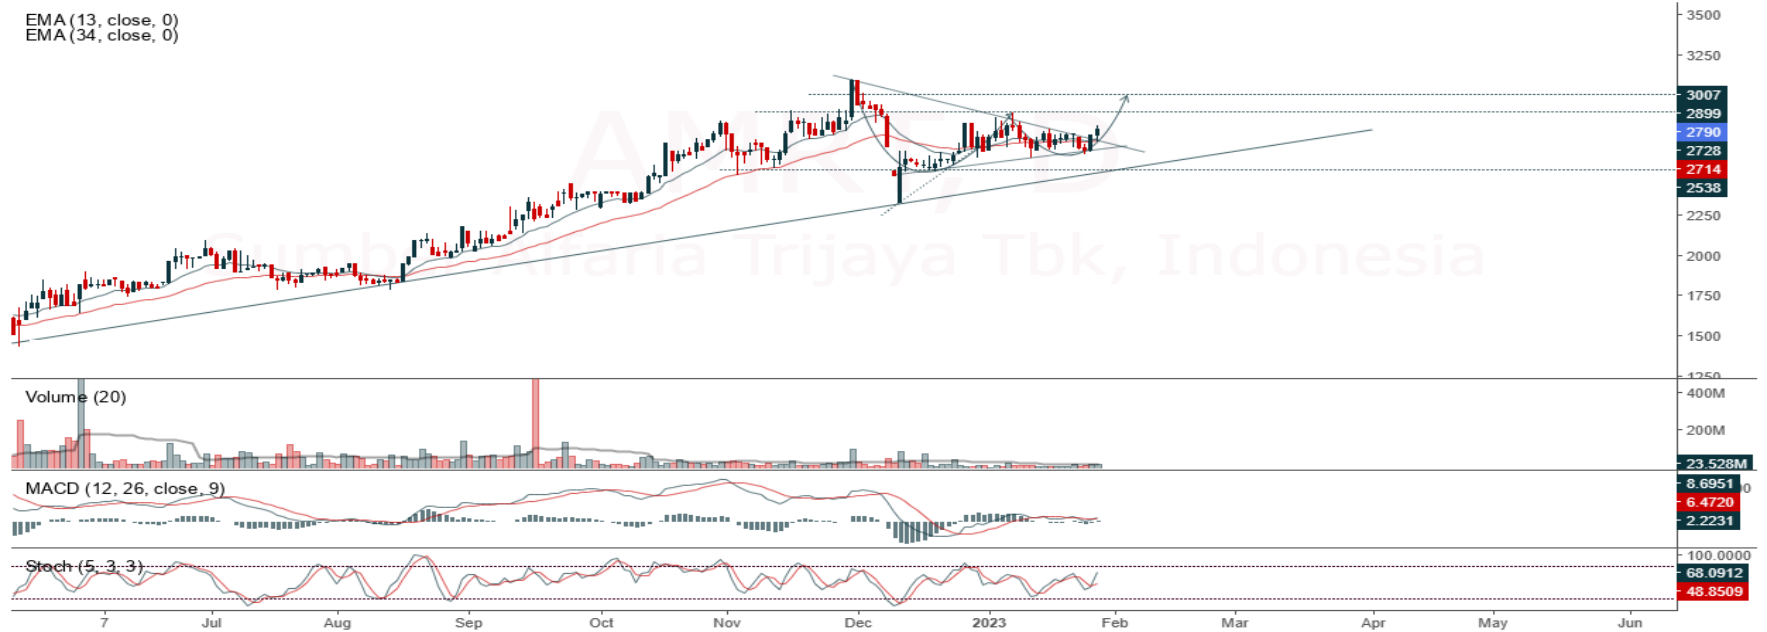 EMA (13, close, 0)
EMA (34, close, 0)
3500
3250
3007
2899
2790
2728
2714
2538
2250
2000
1750
1500
1250
AMRT, D
Sumber Alfaria Trijaya Tbk, Indonesia
Volume (20)
400M
200M
23.528M
MACD (12, 26, close, 9)
8.6951
6.4720
2.2231
Stoch (5, 3, 3)
100.0000
68.0912
48.8509
7 Jul Aug Sep Oct Nov Dec 2023 Feb Mar Apr May Jun